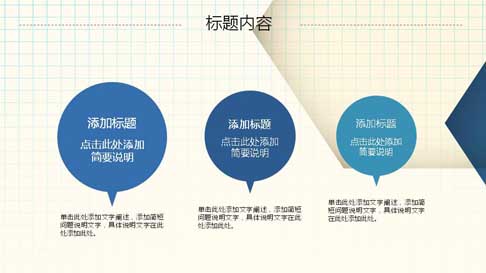 标题内容
添加标题
点击此处添加
简要说明
添加标题
点击此处添加
简要说明
添加标题
点击此处添加
简要说明
单击此处添加文字阐述，添加简短
问题说明文字，具体说明文字在此
处添加此处。
单击此处添加文字阐述，添加简短
问题说明文字，具体说明文字在此
处添加此处。
单击此处添加文字阐述，添加简短
问题说明文字，具体说明文字在此
处添加此处。